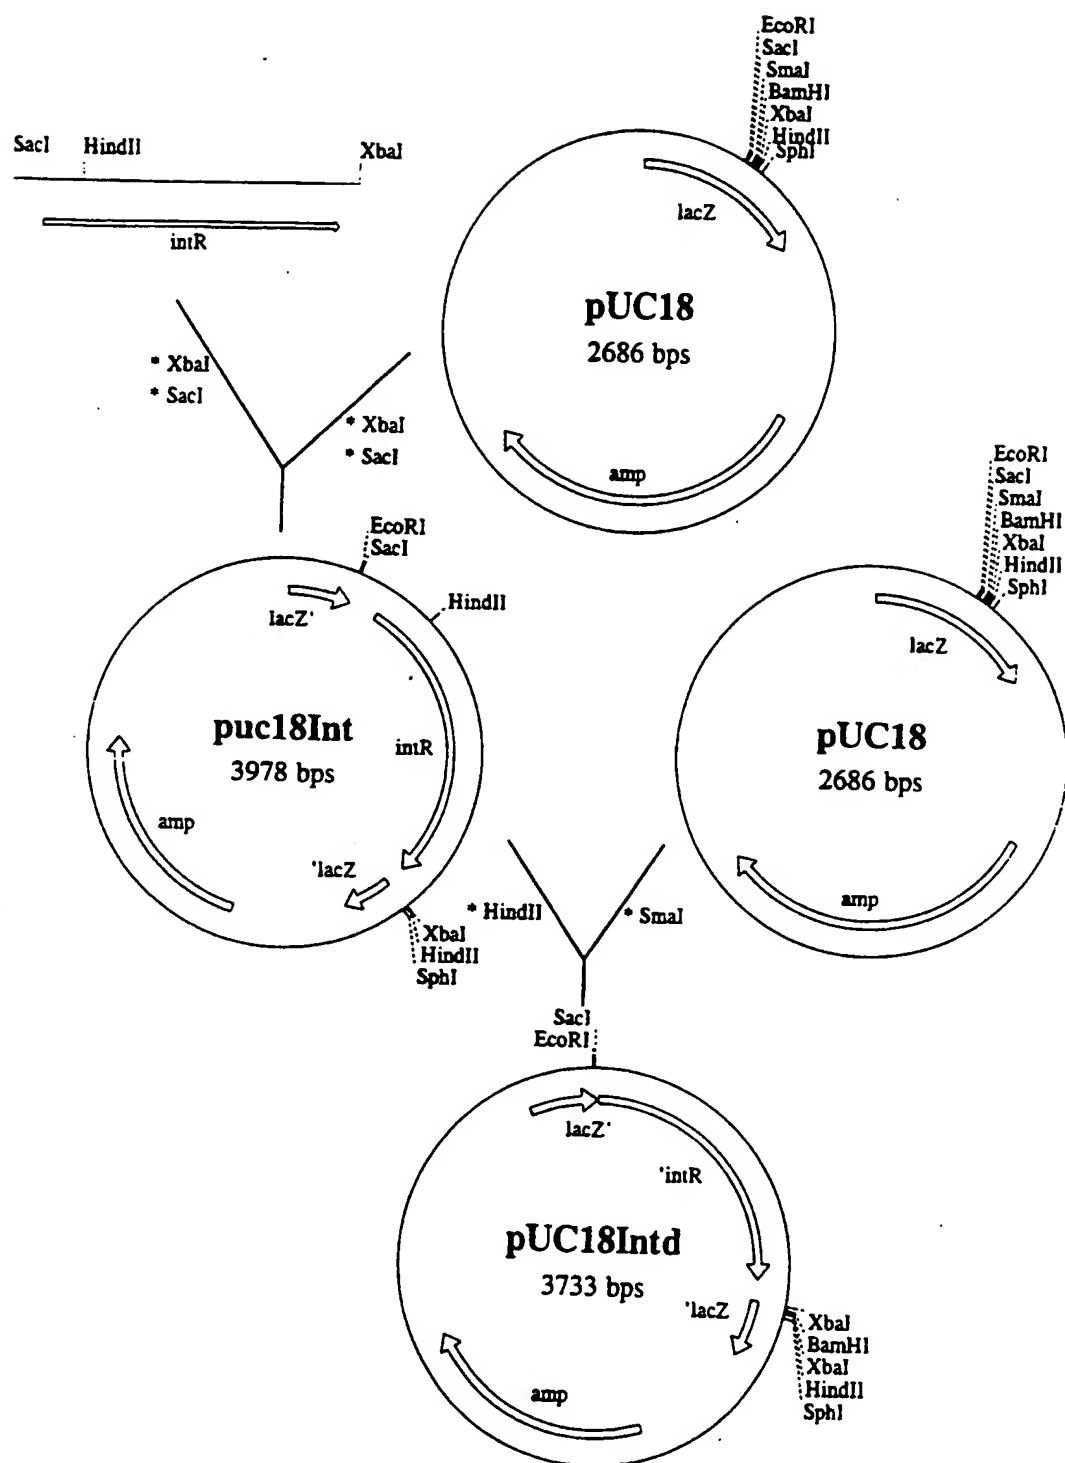 EcoRI
SacI
SmaI
BamHI
XbaI
HindII
SphI
SacI
HindII
XbaI
intR
lacZ
pUC18
2686 bps
amp
* XbaI
* SacI
* XbaI
* SacI
EcoRI
SacI
HindII
lacZ'
puc18Int
3978 bps
intR
amp
'lacZ
XbaI
HindII
SphI
EcoRI
SacI
SmaI
BamHI
XbaI
HindII
SphI
lacZ
pUC18
2686 bps
amp
* HindII
* SmaI
SacI
EcoRI
lacZ'
'intR
pUC18Intd
3733 bps
'lacZ
amp
XbaI
BamHI
XbaI
HindII
SphI